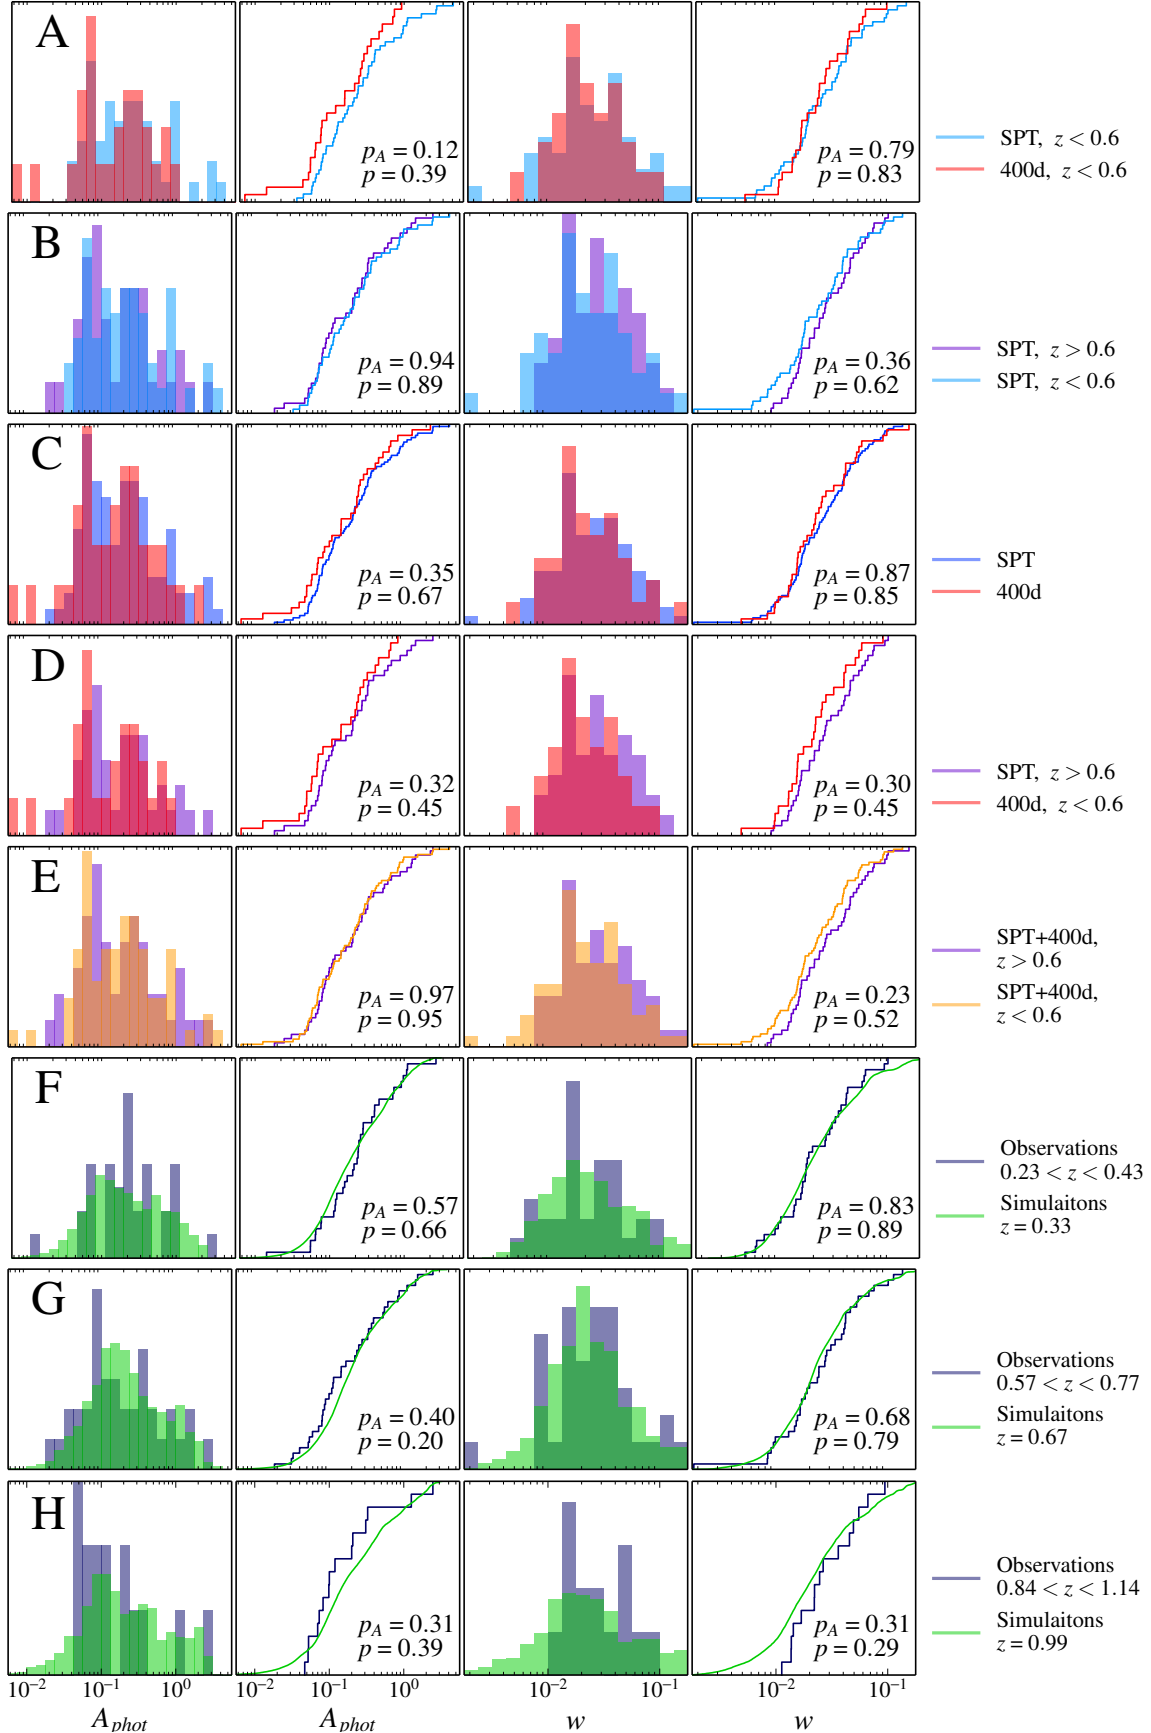 A
p_A = 0.12
p = 0.39
p_A = 0.79
p = 0.83
SPT, z < 0.6
400d, z < 0.6
B
p_A = 0.94
p = 0.89
p_A = 0.36
p = 0.62
SPT, z > 0.6
SPT, z < 0.6
C
p_A = 0.35
p = 0.67
p_A = 0.87
p = 0.85
SPT
400d
D
p_A = 0.32
p = 0.45
p_A = 0.30
p = 0.45
SPT, z > 0.6
400d, z < 0.6
E
p_A = 0.97
p = 0.95
p_A = 0.23
p = 0.52
SPT+400d,
z > 0.6
SPT+400d,
z < 0.6
F
p_A = 0.57
p = 0.66
p_A = 0.83
p = 0.89
Observations
0.23 < z < 0.43
Simulaitons
z = 0.33
G
p_A = 0.40
p = 0.20
p_A = 0.68
p = 0.79
Observations
0.57 < z < 0.77
Simulaitons
z = 0.67
H
p_A = 0.31
p = 0.39
p_A = 0.31
p = 0.29
Observations
0.84 < z < 1.14
Simulaitons
z = 0.99
10⁻² 10⁻¹ 10⁰ 10⁻² 10⁻¹ 10⁰ 10⁻² 10⁻¹ 10⁻² 10⁻¹
A_phot A_phot w w